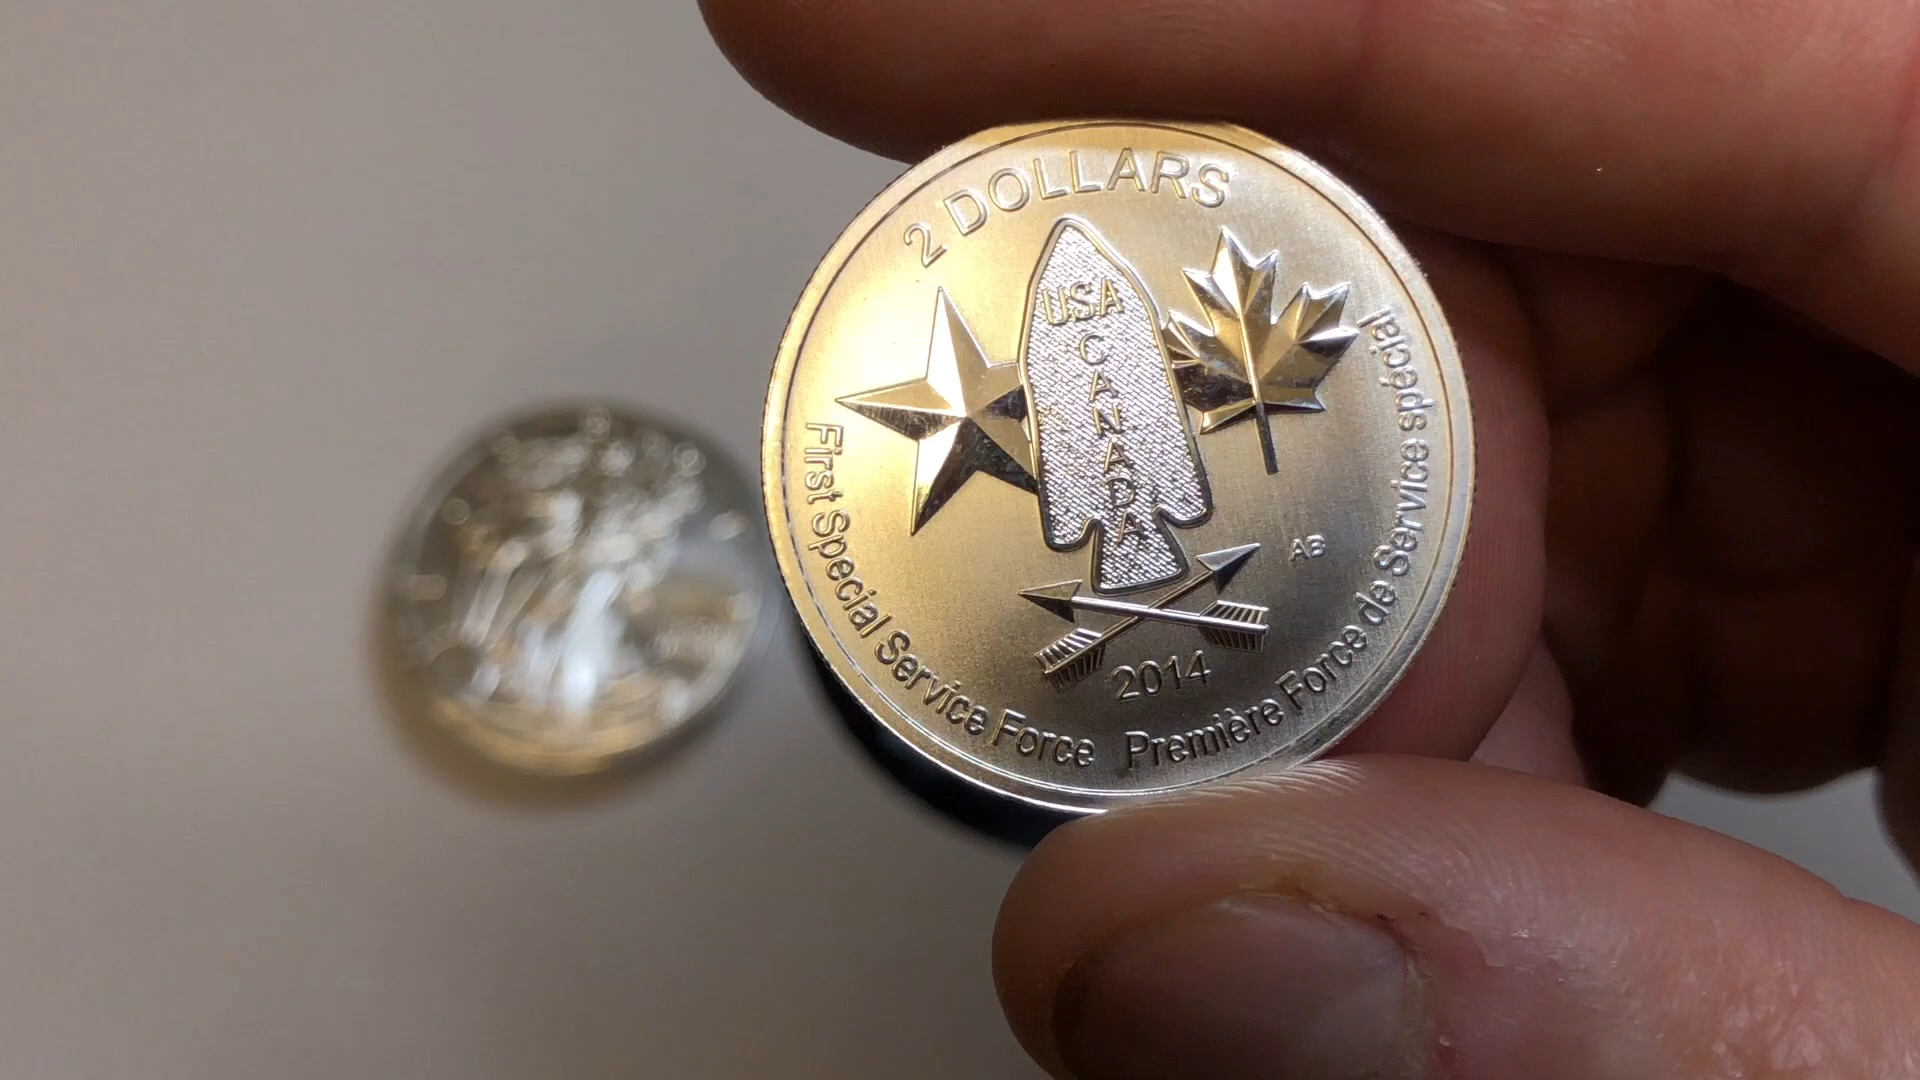 2 DOLLARS
USA
CANADA
AB
2014
First Special Service Force
Première Force de Service spécial